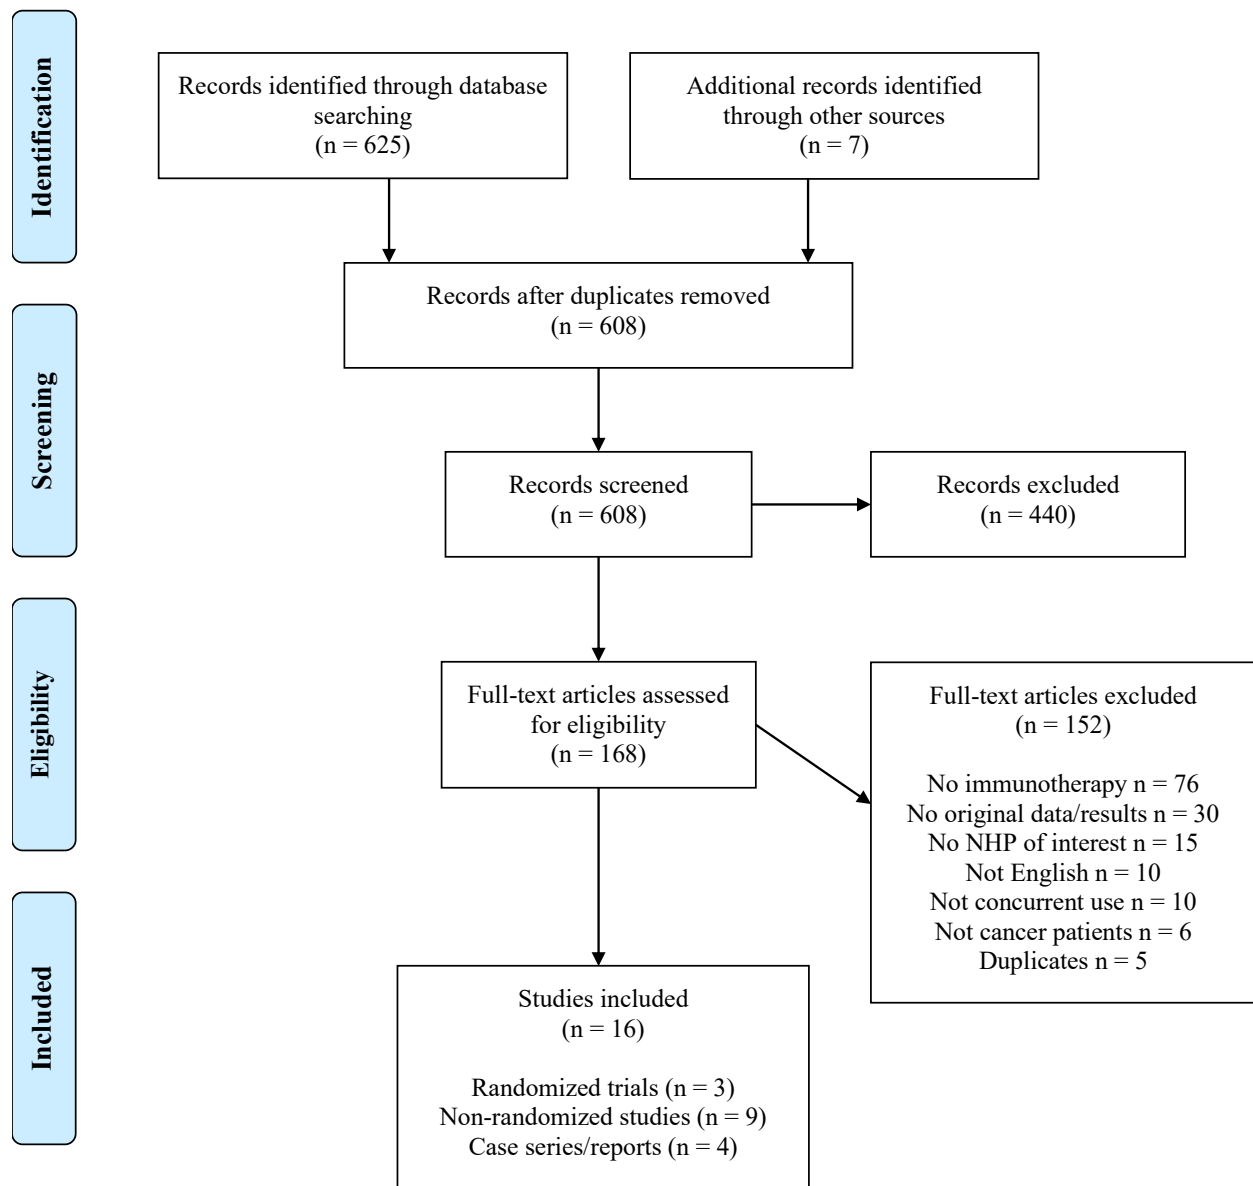 Identification
Records identified through database
searching
(n = 625)
Additional records identified
through other sources
(n = 7)
Records after duplicates removed
(n = 608)
Screening
Records screened
(n = 608)
Records excluded
(n = 440)
Eligibility
Full-text articles assessed
for eligibility
(n = 168)
Full-text articles excluded
(n = 152)
No immunotherapy n = 76
No original data/results n = 30
No NHP of interest n = 15
Not English n = 10
Not concurrent use n = 10
Not cancer patients n = 6
Duplicates n = 5
Included
Studies included
(n = 16)
Randomized trials (n = 3)
Non-randomized studies (n = 9)
Case series/reports (n = 4)